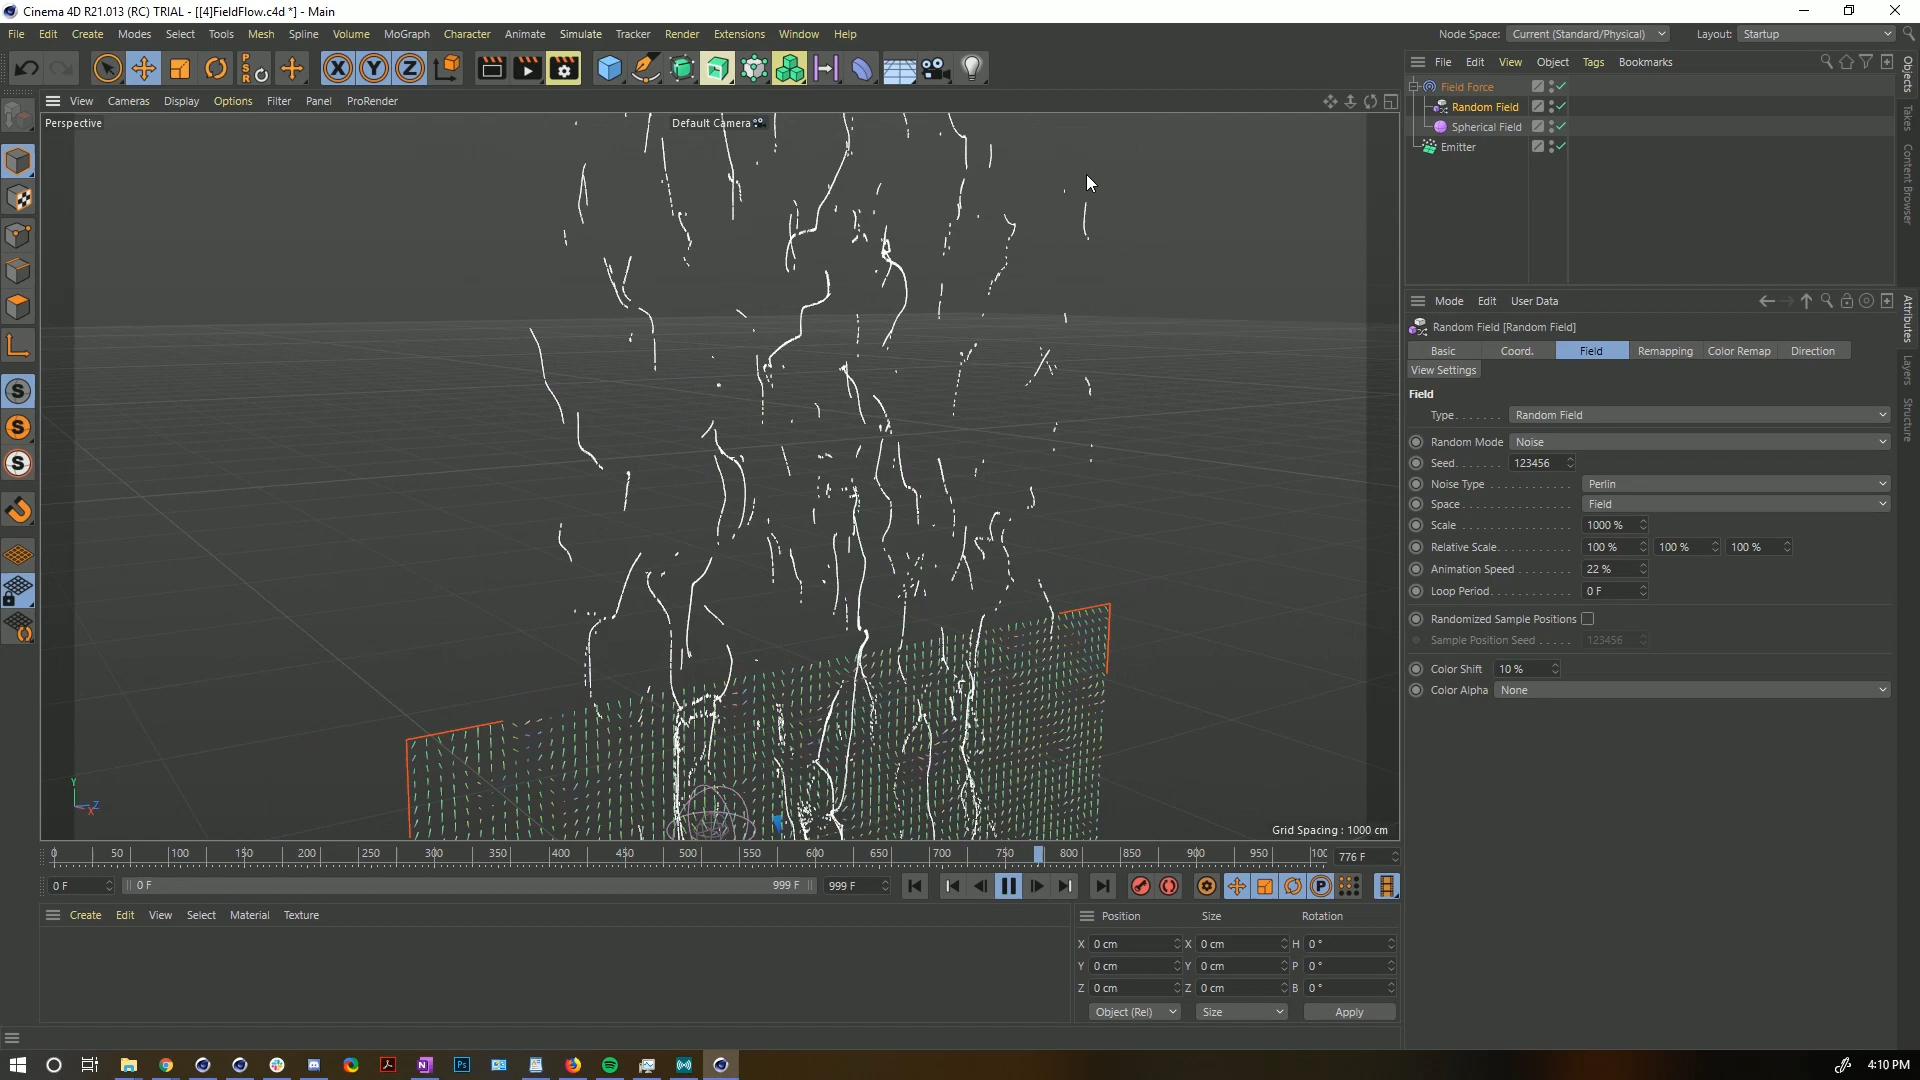 Cinema 4D R21.013 (RC) TRIAL - [[4]FieldFlow.c4d *] - Main
File Edit Create Modes Select Tools Mesh Spline Volume MoGraph Character Animate Simulate Tracker Render Extensions Window Help
Node Space: Current (Standard/Physical) Layout: Startup
P S R X Y Z
View Cameras Display Options Filter Panel ProRender
Perspective
Default Camera
File Edit View Object Tags Bookmarks
Field Force
Random Field
Spherical Field
Emitter
Objects
Takes
Content Browser
Mode Edit User Data
Random Field [Random Field]
Basic Coord. Field Remapping Color Remap Direction
View Settings
Field
Type . . . . . . . Random Field
Random Mode Noise
Seed . . . . . . . 123456
Noise Type . . . . . . . . . . . . Perlin
Space . . . . . . . . . . . . . . . . Field
Scale . . . . . . . . . . . . . . . . 1000 %
Relative Scale . . . . . . . . . . 100 % 100 % 100 %
Animation Speed . . . . . . . 22 %
Loop Period . . . . . . . . . . . . 0 F
Randomized Sample Positions
Sample Position Seed . . . . . 123456
Color Shift 10 %
Color Alpha None
Attributes
Layers
Structure
S
S
S
Y
Z
X
Grid Spacing : 1000 cm
0 50 100 150 200 250 300 350 400 450 500 550 600 650 700 750 800 850 900 950 100 776 F
0 F 0 F 999 F 999 F P
Create Edit View Select Material Texture
Position Size Rotation
X 0 cm X 0 cm H 0 °
Y 0 cm Y 0 cm P 0 °
Z 0 cm Z 0 cm B 0 °
Object (Rel) Size Apply
N Ps
4:10 PM